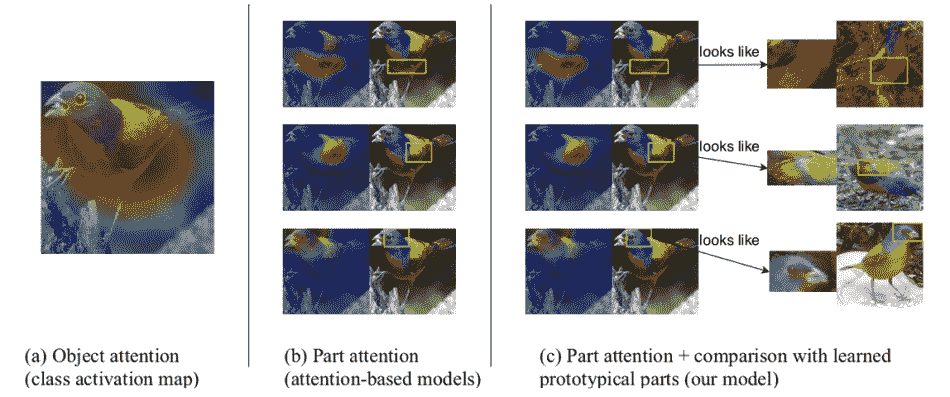 looks like
looks like
looks like
(a) Object attention
(class activation map)
(b) Part attention
(attention-based models)
(c) Part attention + comparison with learned
prototypical parts (our model)